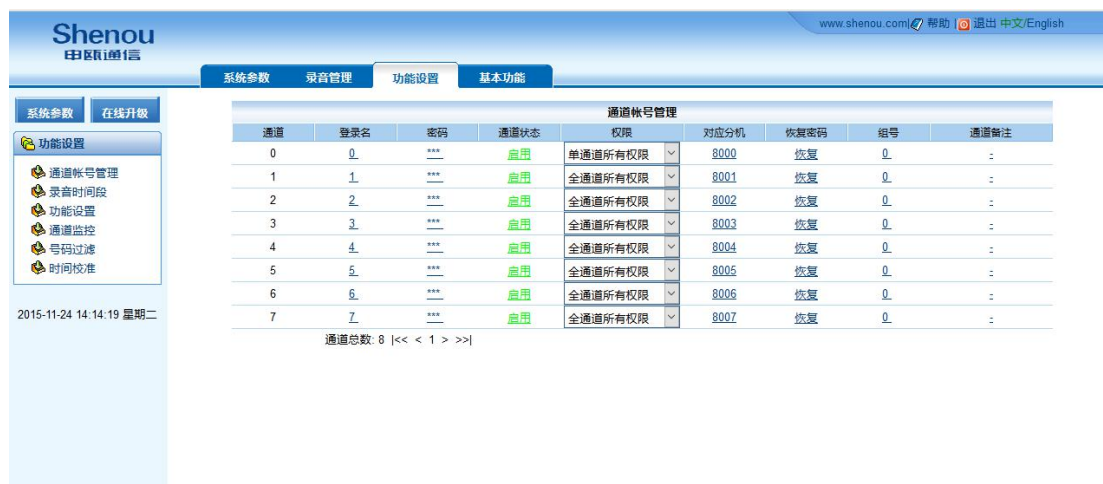 Shenou
申瓯通信
www.shenou.com| 帮助 | 退出 中文/English
系统参数 录音管理 功能设置 基本功能
系统参数 在线升级
功能设置
通道帐号管理
录音时间段
功能设置
通道监控
号码过滤
时间校准
2015-11-24 14:14:19 星期二
通道帐号管理
通道 登录名 密码 通道状态 权限 对应分机 恢复密码 组号 通道备注
0 0 *** 启用 单通道所有权限 8000 恢复 0 -
1 1 *** 启用 全通道所有权限 8001 恢复 0 -
2 2 *** 启用 全通道所有权限 8002 恢复 0 -
3 3 *** 启用 全通道所有权限 8003 恢复 0 -
4 4 *** 启用 全通道所有权限 8004 恢复 0 -
5 5 *** 启用 全通道所有权限 8005 恢复 0 -
6 6 *** 启用 全通道所有权限 8006 恢复 0 -
7 7 *** 启用 全通道所有权限 8007 恢复 0 -
通道总数: 8 |<< < 1 > >>|